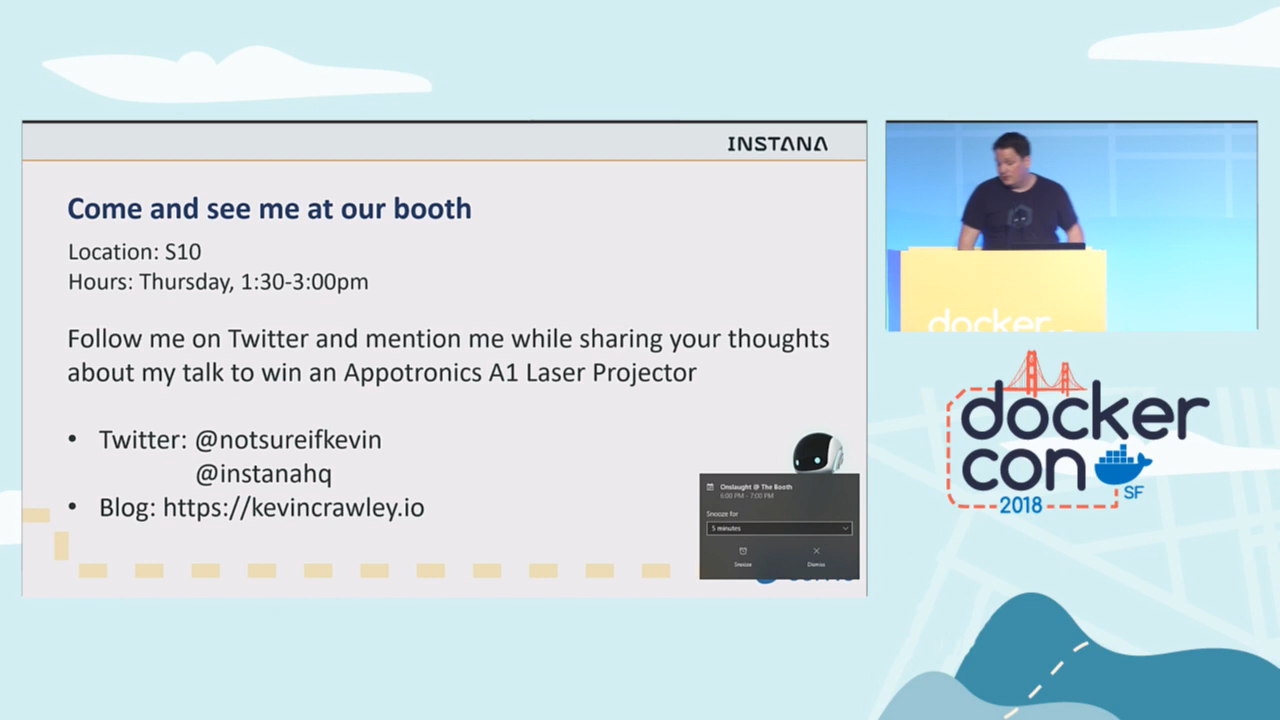 INSTANA
Come and see me at our booth
Location: S10
Hours: Thursday, 1:30-3:00pm
Follow me on Twitter and mention me while sharing your thoughts
about my talk to win an Appotronics A1 Laser Projector
• Twitter: @notsureifkevin
@instanahq
• Blog: https://kevincrawley.io
Onslaught @ The Booth
6:00 PM - 7:00 PM
Snooze for
5 minutes
Snooze
Dismiss
docker
docker
con
2018
SF